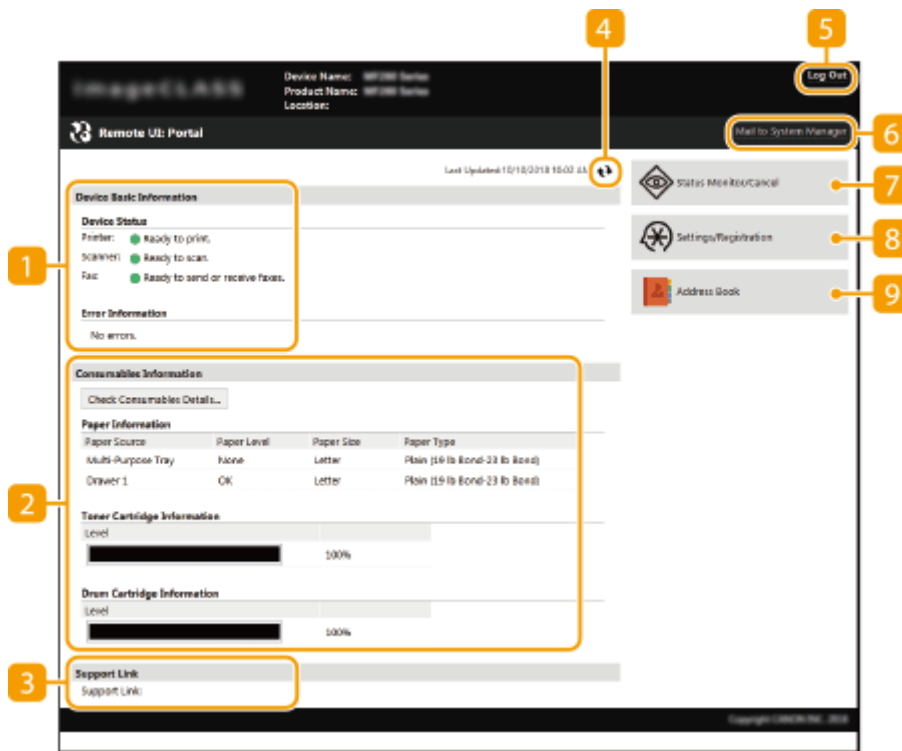 4
5
Device Name:
Log Out
Product Name:
Location:
Remote UI: Portal
Mail to System Manager
6
Last Updated:10/10/2018 10:02 AM
Status Monitor/Cancel
7
Device Basic Information
Device Status
Printer: Ready to print.
Scanner: Ready to scan.
Fax: Ready to send or receive faxes.
1
Settings/Registration
8
Address Book
9
Error Information
No errors.
Consumables Information
Check Consumables Details...
Paper Information
Paper Source Paper Level Paper Size Paper Type
Multi-Purpose Tray None Letter Plain (19 lb Bond-23 lb Bond)
Drawer 1 OK Letter Plain (19 lb Bond-23 lb Bond)
2
Toner Cartridge Information
Level
100%
Drum Cartridge Information
Level
100%
3
Support Link
Support Link: